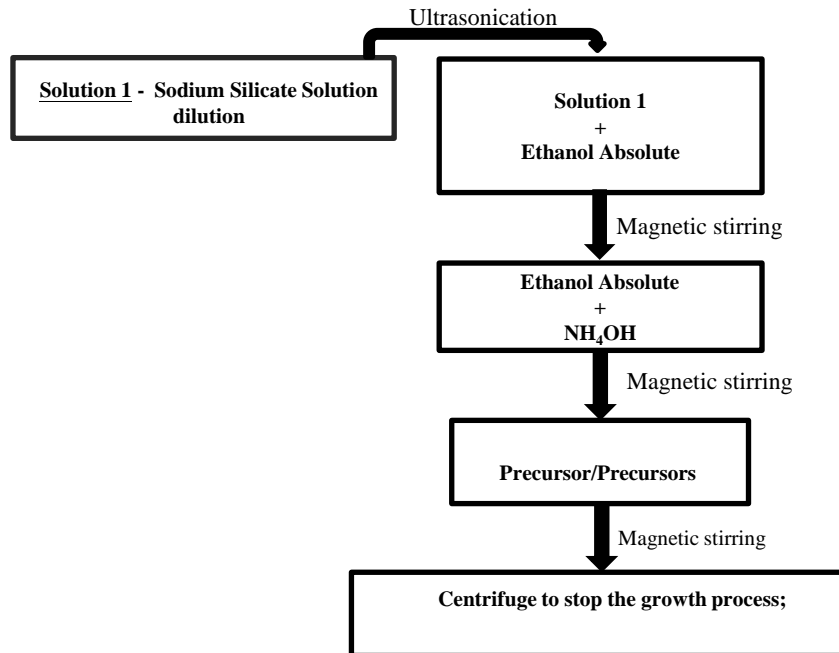 Ultrasonication
Solution 1 - Sodium Silicate Solution
dilution
Solution 1
+
Ethanol Absolute
Magnetic stirring
Ethanol Absolute
+
NH₄OH
Magnetic stirring
Precursor/Precursors
Magnetic stirring
Centrifuge to stop the growth process;